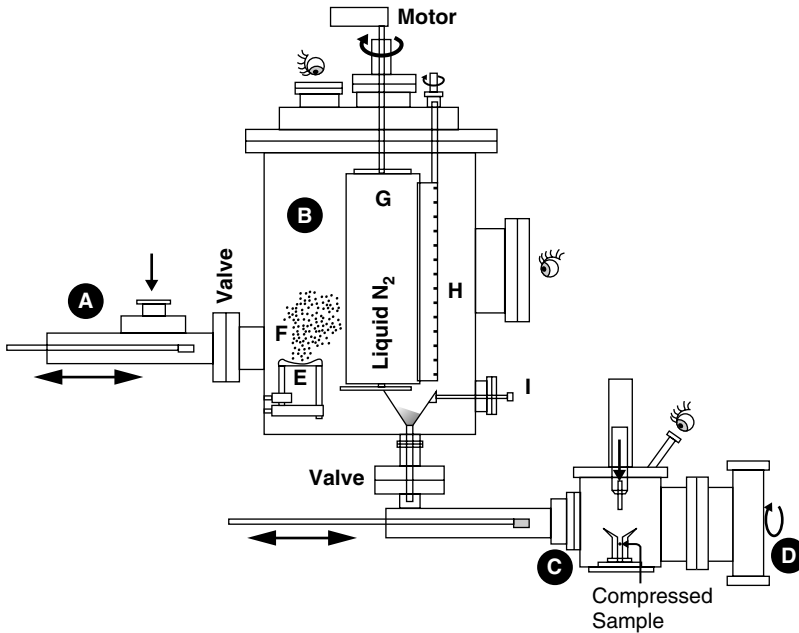 Motor
G
B
Valve
A
H
Liquid N₂
F
E
I
Valve
C
D
Compressed
Sample